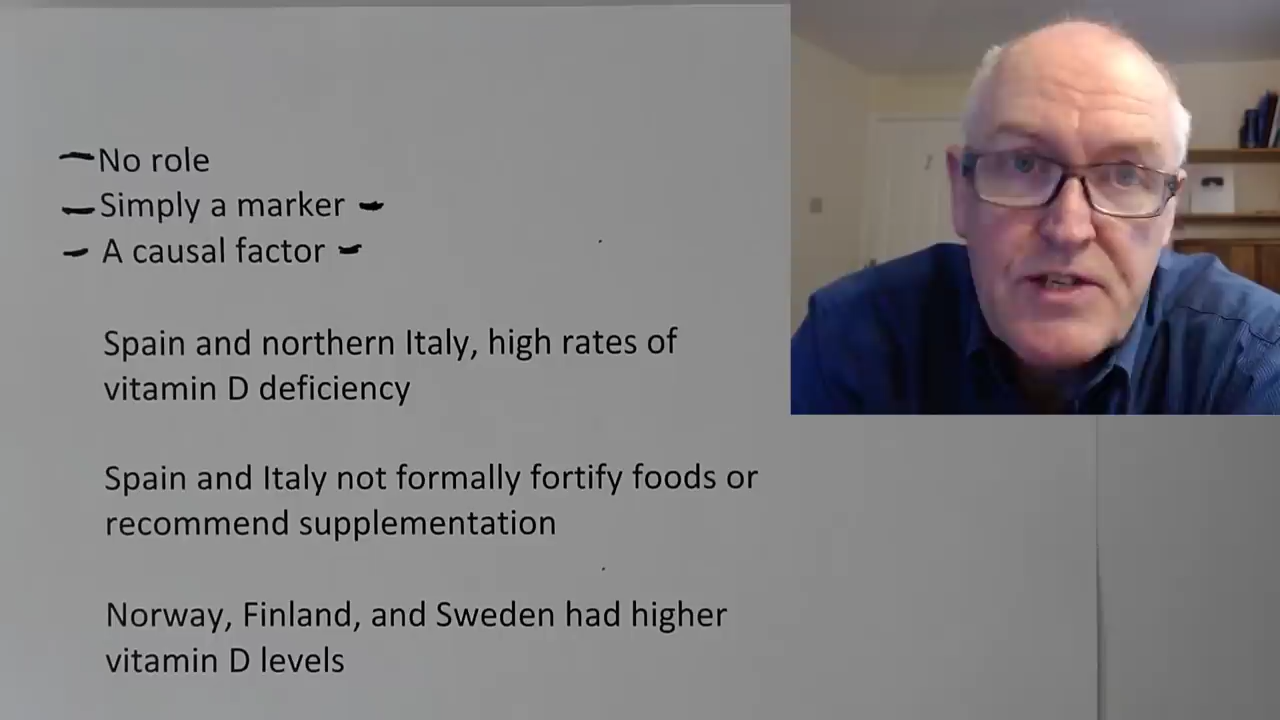 No role
Simply a marker
A causal factor
Spain and northern Italy, high rates of
vitamin D deficiency
Spain and Italy not formally fortify foods or
recommend supplementation
Norway, Finland, and Sweden had higher
vitamin D levels